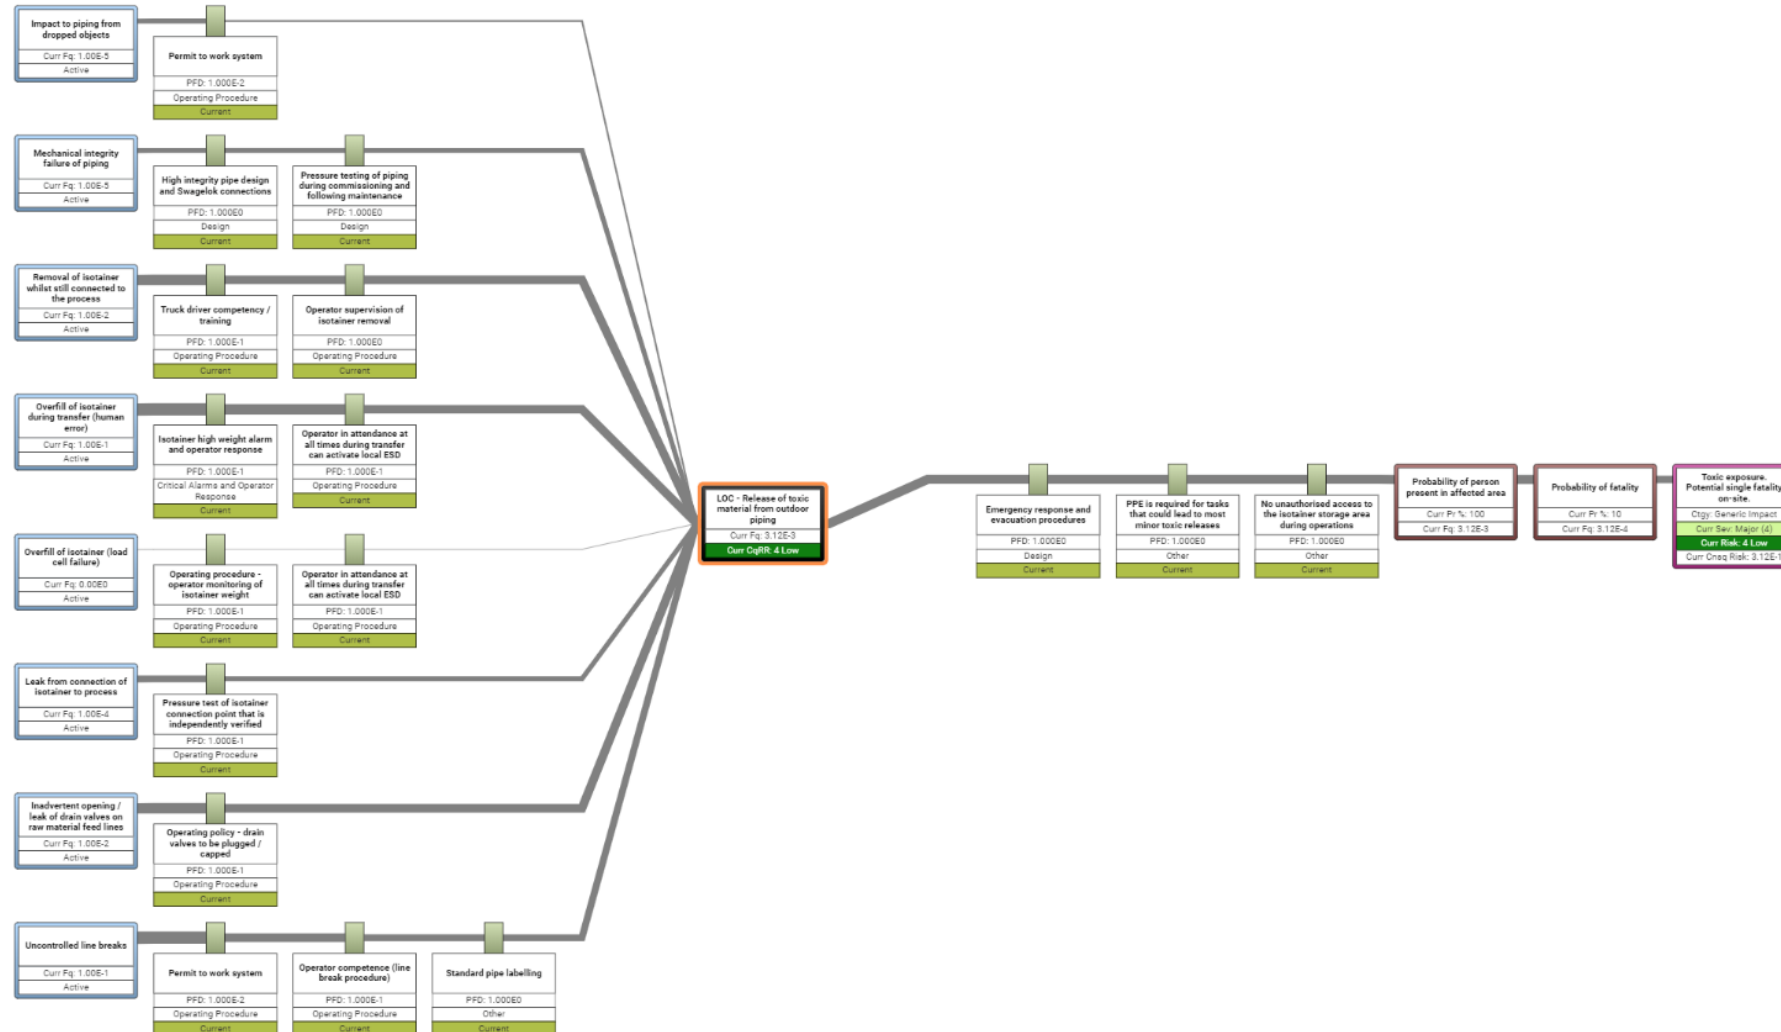 Impact to piping from
dropped objects
Curr Fq: 1.00E-5
Active
Permit to work system
PFD: 1.000E-2
Operating Procedure
Current
Mechanical integrity
failure of piping
Curr Fq: 1.00E-5
Active
High integrity pipe design
and Swagelok connections
PFD: 1.000E0
Design
Current
Pressure testing of piping
during commissioning and
following maintenance
PFD: 1.000E0
Design
Current
Removal of isotainer
whilst still connected to
the process
Curr Fq: 1.00E-2
Active
Truck driver competency /
training
PFD: 1.000E-1
Operating Procedure
Current
Operator supervision of
isotainer removal
PFD: 1.000E0
Operating Procedure
Current
Overfill of isotainer
during transfer (human
error)
Curr Fq: 1.00E-1
Active
Isotainer high weight alarm
and operator response
PFD: 1.000E-1
Critical Alarms and Operator
Response
Current
Operator in attendance at
all times during transfer
can activate local ESD
PFD: 1.000E-1
Operating Procedure
Current
Overfill of isotainer (load
cell failure)
Curr Fq: 0.00E0
Active
Operating procedure -
operator monitoring of
isotainer weight
PFD: 1.000E-1
Operating Procedure
Current
Operator in attendance at
all times during transfer
can activate local ESD
PFD: 1.000E-1
Operating Procedure
Current
Leak from connection of
isotainer to process
Curr Fq: 1.00E-4
Active
Pressure test of isotainer
connection point that is
independently verified
PFD: 1.000E-1
Operating Procedure
Current
Inadvertent opening /
leak of drain valves on
raw material feed lines
Curr Fq: 1.00E-2
Active
Operating policy - drain
valves to be plugged /
capped
PFD: 1.000E-1
Operating Procedure
Current
Uncontrolled line breaks
Curr Fq: 1.00E-1
Active
Permit to work system
PFD: 1.000E-2
Operating Procedure
Current
Operator competence (line
break procedure)
PFD: 1.000E-1
Operating Procedure
Current
Standard pipe labelling
PFD: 1.000E0
Other
Current
LOC - Release of toxic
material from outdoor
piping
Curr Fq: 3.12E-3
Curr CqRR: 4 Low
Emergency response and
evacuation procedures
PFD: 1.000E0
Design
Current
PPE is required for tasks
that could lead to most
minor toxic releases
PFD: 1.000E0
Other
Current
No unauthorised access to
the isotainer storage area
during operations
PFD: 1.000E0
Other
Current
Probability of person
present in affected area
Curr Pr %: 100
Curr Fq: 3.12E-3
Probability of fatality
Curr Pr %: 10
Curr Fq: 3.12E-4
Toxic exposure.
Potential single fatality
on-site.
Ctgy: Generic Impact
Curr Sev: Major (4)
Curr Risk: 4 Low
Curr Cnsq Risk: 3.12E-1